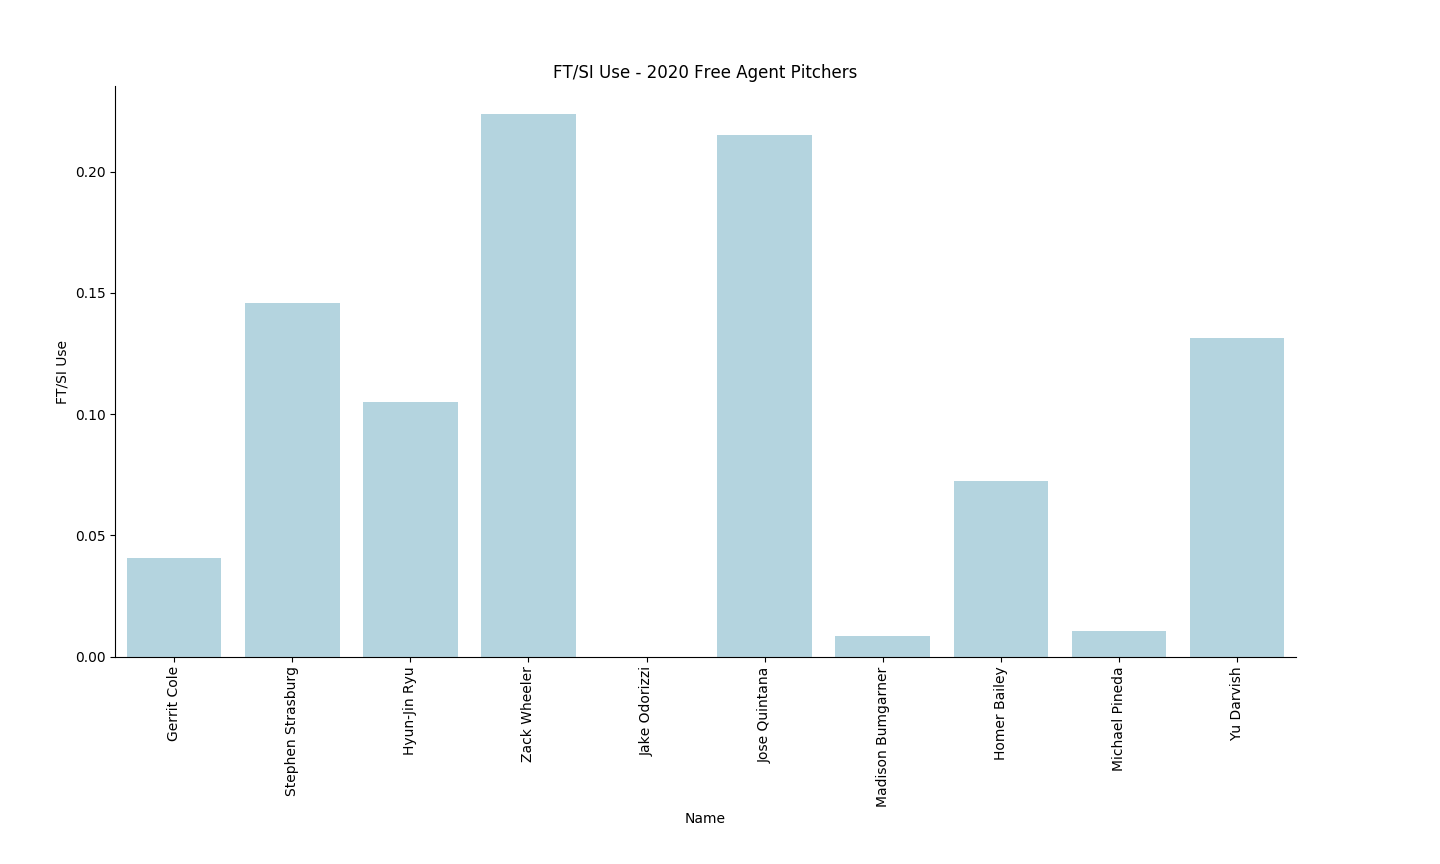 FT/SI Use - 2020 Free Agent Pitchers
FT/SI Use
0.20
0.15
0.10
0.05
0.00
Gerrit Cole
Stephen Strasburg
Hyun-Jin Ryu
Zack Wheeler
Jake Odorizzi
Jose Quintana
Madison Bumgarner
Homer Bailey
Michael Pineda
Yu Darvish
Name